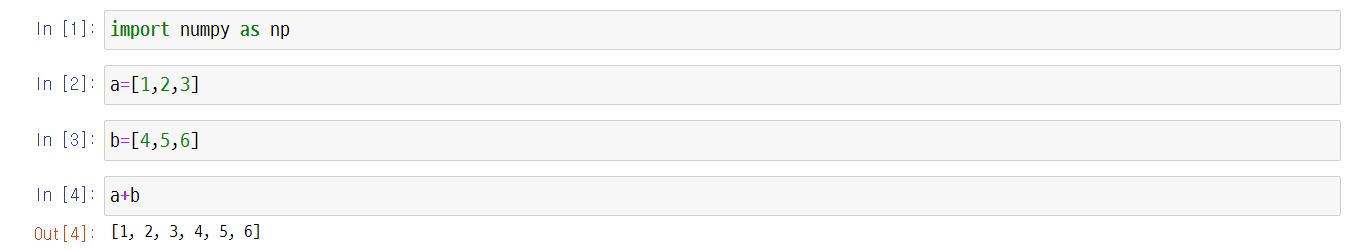 In [1]: import numpy as np
In [2]: a=[1,2,3]
In [3]: b=[4,5,6]
In [4]: a+b
Out[4]: [1, 2, 3, 4, 5, 6]